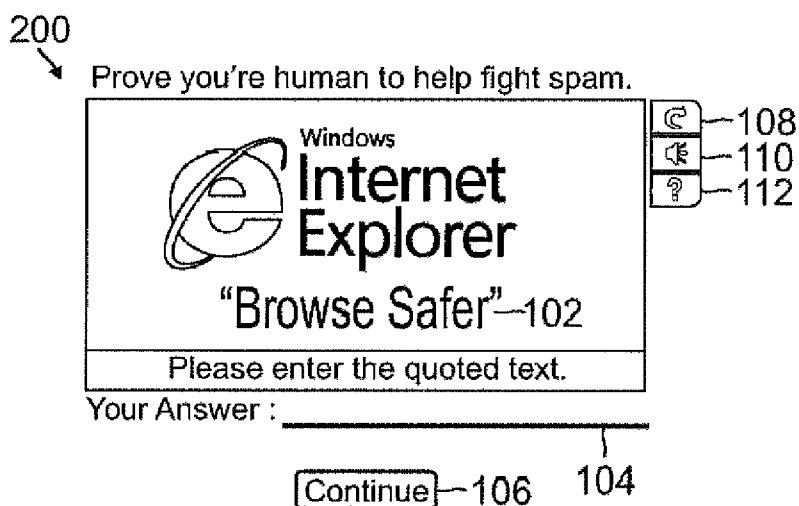 200
Prove you're human to help fight spam.
Windows
Internet
Explorer
"Browse Safer" 102
Please enter the quoted text.
Your Answer :
Continue 106 104
108
110
? 112